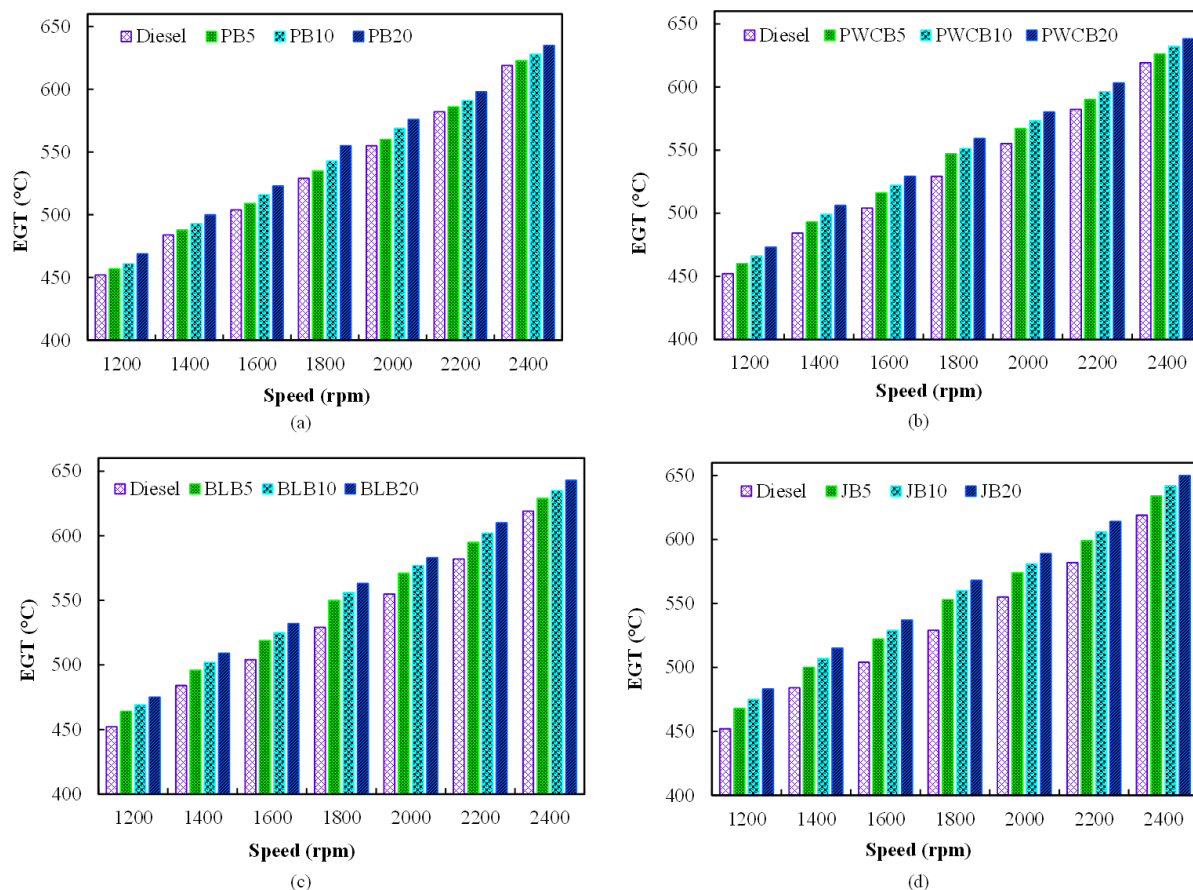 Diesel PB5 PB10 PB20
650
600
550
500
450
400
EGT (°C)
1200 1400 1600 1800 2000 2200 2400
Speed (rpm)
(a)
Diesel PWCB5 PWCB10 PWCB20
650
600
550
500
450
400
EGT (°C)
1200 1400 1600 1800 2000 2200 2400
Speed (rpm)
(b)
Diesel BLB5 BLB10 BLB20
650
600
550
500
450
400
EGT (°C)
1200 1400 1600 1800 2000 2200 2400
Speed (rpm)
(c)
Diesel JB5 JB10 JB20
650
600
550
500
450
400
EGT (°C)
1200 1400 1600 1800 2000 2200 2400
Speed (rpm)
(d)